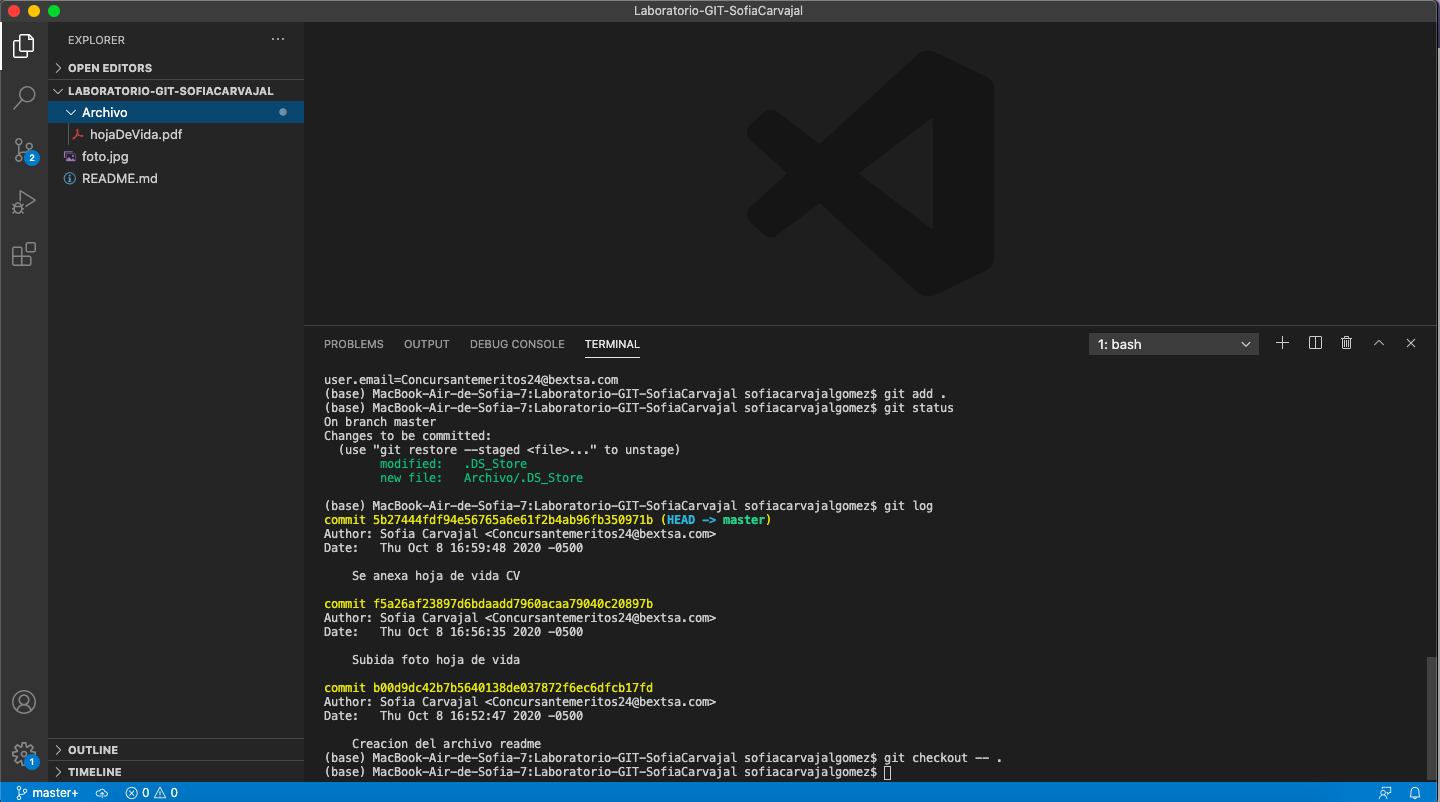 Laboratorio-GIT-SofiaCarvajal
EXPLORER
OPEN EDITORS
LABORATORIO-GIT-SOFIACARVAJAL
Archivo
hojaDeVida.pdf
foto.jpg
README.md
2
1
OUTLINE
TIMELINE
PROBLEMS OUTPUT DEBUG CONSOLE TERMINAL
1: bash
user.email=Concursantemeritos24@bextsa.com
(base) MacBook-Air-de-Sofia-7:Laboratorio-GIT-SofiaCarvajal sofiacarvajalgomez$ git add .
(base) MacBook-Air-de-Sofia-7:Laboratorio-GIT-SofiaCarvajal sofiacarvajalgomez$ git status
On branch master
Changes to be committed:
(use "git restore --staged <file>..." to unstage)
modified: .DS_Store
new file: Archivo/.DS_Store
(base) MacBook-Air-de-Sofia-7:Laboratorio-GIT-SofiaCarvajal sofiacarvajalgomez$ git log
commit 5b27444fdf94e56765a6e61f2b4ab96fb350971b (HEAD -> master)
Author: Sofia Carvajal <Concursantemeritos24@bextsa.com>
Date: Thu Oct 8 16:59:48 2020 -0500
Se anexa hoja de vida CV
commit f5a26af23897d6bdaadd7960acaa79040c20897b
Author: Sofia Carvajal <Concursantemeritos24@bextsa.com>
Date: Thu Oct 8 16:56:35 2020 -0500
Subida foto hoja de vida
commit b00d9dc42b7b5640138de037872f6ec6dfcb17fd
Author: Sofia Carvajal <Concursantemeritos24@bextsa.com>
Date: Thu Oct 8 16:52:47 2020 -0500
Creacion del archivo readme
(base) MacBook-Air-de-Sofia-7:Laboratorio-GIT-SofiaCarvajal sofiacarvajalgomez$ git checkout -- .
(base) MacBook-Air-de-Sofia-7:Laboratorio-GIT-SofiaCarvajal sofiacarvajalgomez$
master+ 0 0